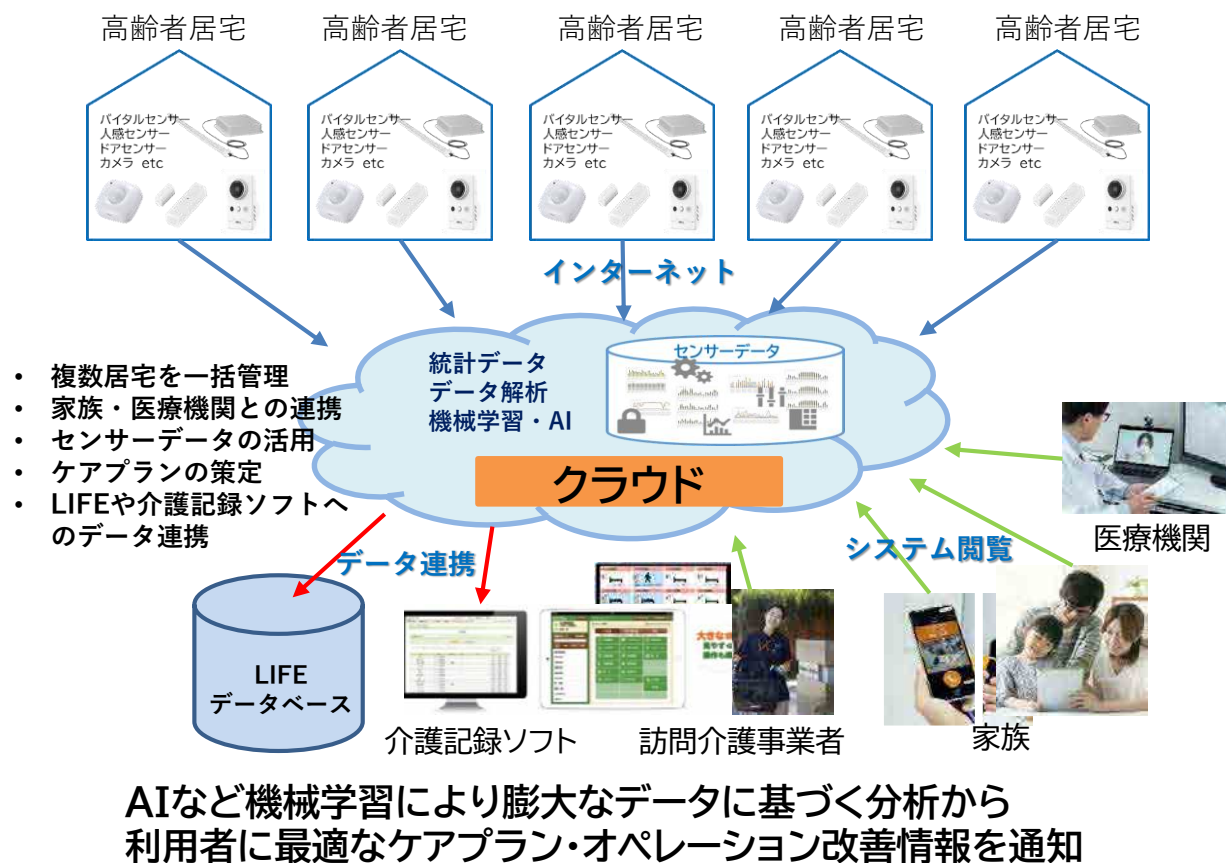 高齢者居宅
高齢者居宅
高齢者居宅
高齢者居宅
高齢者居宅
バイタルセンサー
人感センサー
ドアセンサー
カメラ etc
バイタルセンサー
人感センサー
ドアセンサー
カメラ etc
バイタルセンサー
人感センサー
ドアセンサー
カメラ etc
バイタルセンサー
人感センサー
ドアセンサー
カメラ etc
バイタルセンサー
人感センサー
ドアセンサー
カメラ etc
インターネット
統計データ
データ解析
機械学習・AI
センサーデータ
クラウド
• 複数居宅を一括管理
• 家族・医療機関との連携
• センサーデータの活用
• ケアプランの策定
• LIFEや介護記録ソフトへ
のデータ連携
データ連携
システム閲覧
医療機関
LIFE
データベース
介護記録ソフト
訪問介護事業者
家族
AIなど機械学習により膨大なデータに基づく分析から
利用者に最適なケアプラン・オペレーション改善情報を通知